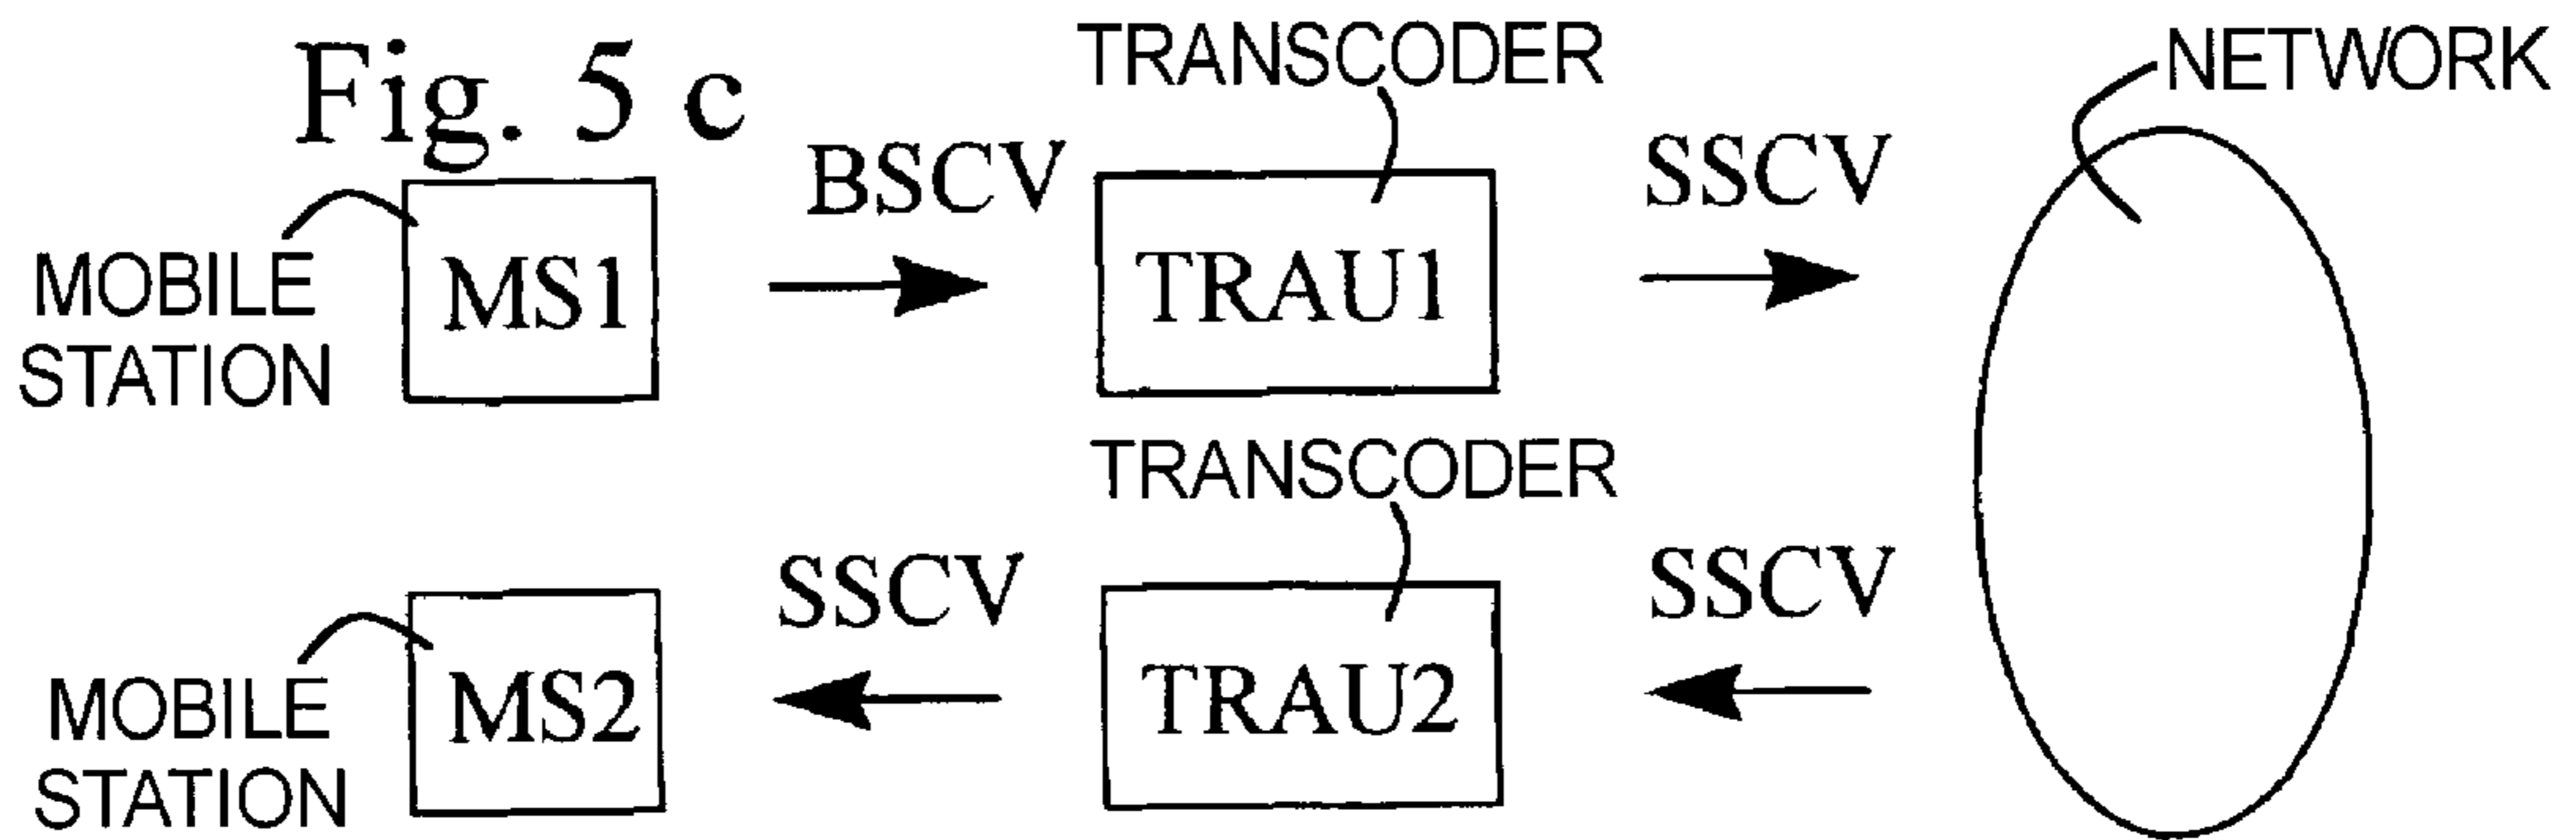 Fig. 5 c
TRANSCODER
NETWORK
BSCV
SSCV
MOBILE
STATION
MS1
TRAU1
TRANSCODER
SSCV
SSCV
MOBILE
STATION
MS2
TRAU2